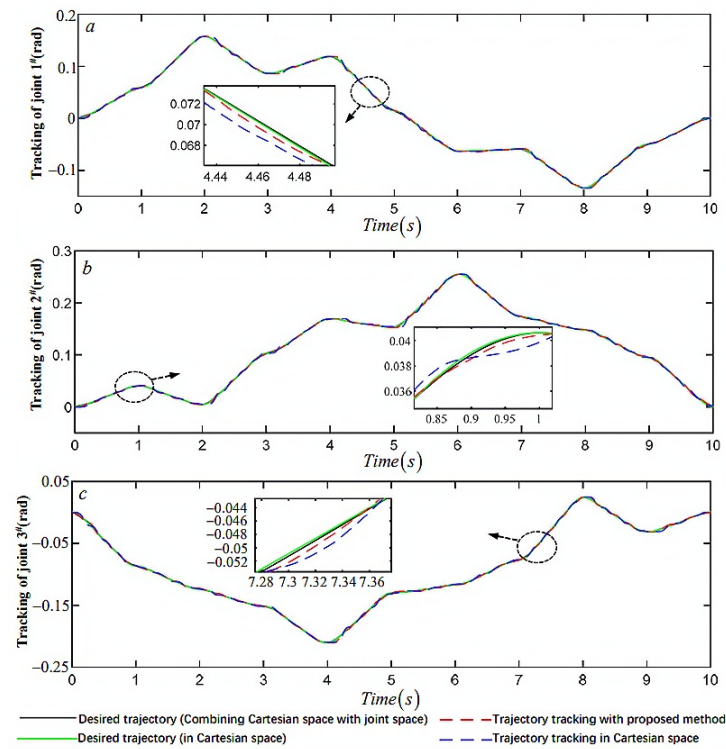 0.2
a
0.1
0
−0.1
Tracking of joint 1#(rad)
0.072
0.07
0.068
4.44 4.46 4.48
0 1 2 3 4 5 6 7 8 9 10
Time(s)
0.3
b
0.2
0.1
0
Tracking of joint 2#(rad)
0.04
0.038
0.036
0.85 0.9 0.95 1
0 1 2 3 4 5 6 7 8 9 10
Time(s)
0.05
c
−0.05
−0.15
−0.25
Tracking of joint 3#(rad)
−0.044
−0.046
−0.048
−0.05
−0.052
7.28 7.3 7.32 7.34 7.36
0 1 2 3 4 5 6 7 8 9 10
Time(s)
Desired trajectory (Combining Cartesian space with joint space)
Tracking with proposed method
Desired trajectory (in Cartesian space)
Trajectory tracking in Cartesian space